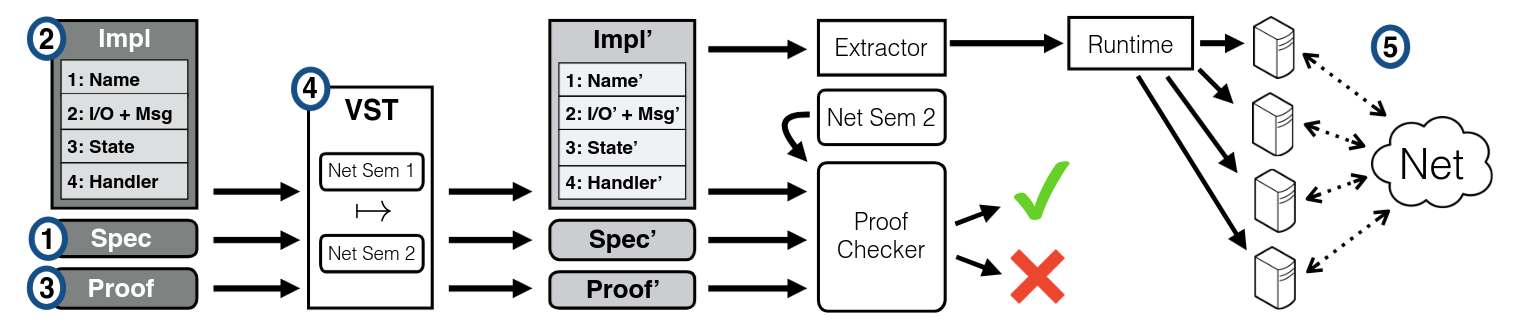 2
Impl
1: Name
2: I/O + Msg
3: State
4: Handler
1
Spec
3
Proof
4
VST
Net Sem 1
↦
Net Sem 2
Impl’
1: Name’
2: I/O’ + Msg’
3: State’
4: Handler’
Spec’
Proof’
Extractor
Net Sem 2
Proof
Checker
Runtime
5
Net